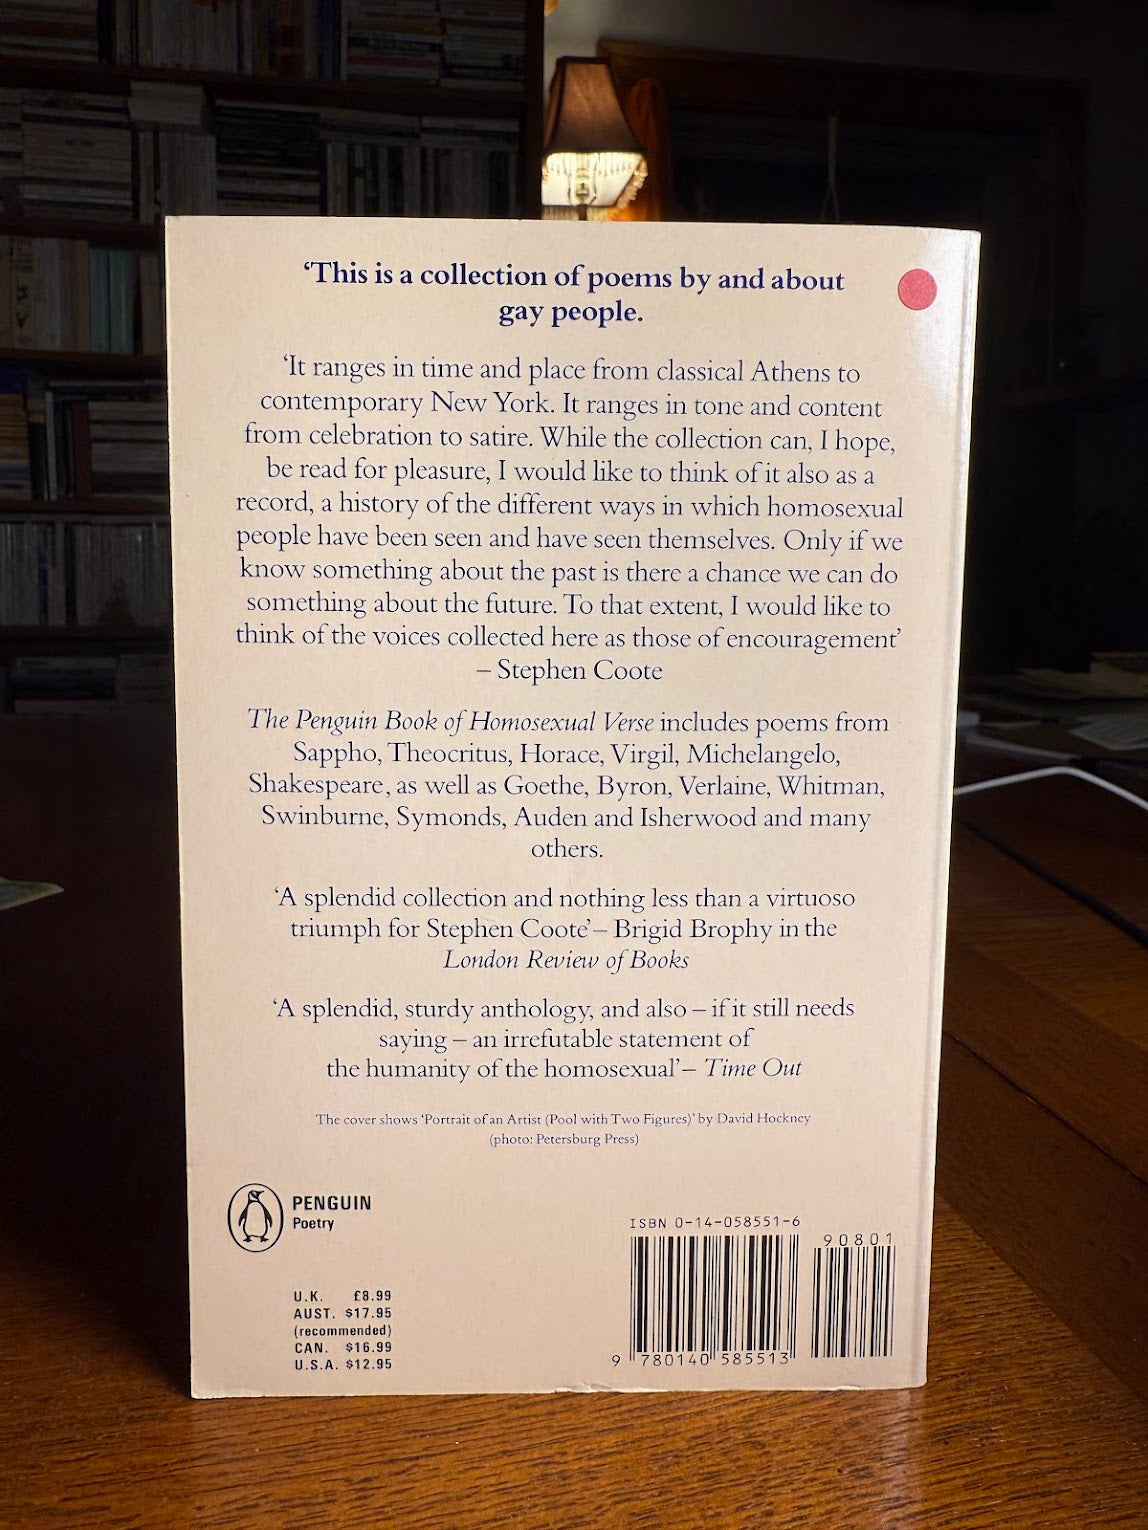 ‘This is a collection of poems by and about
gay people.
‘It ranges in time and place from classical Athens to
contemporary New York. It ranges in tone and content
from celebration to satire. While the collection can, I hope,
be read for pleasure, I would like to think of it also as a
record, a history of the different ways in which homosexual
people have been seen and have seen themselves. Only if we
know something about the past is there a chance we can do
something about the future. To that extent, I would like to
think of the voices collected here as those of encouragement’
– Stephen Coote
The Penguin Book of Homosexual Verse includes poems from
Sappho, Theocritus, Horace, Virgil, Michelangelo,
Shakespeare, as well as Goethe, Byron, Verlaine, Whitman,
Swinburne, Symonds, Auden and Isherwood and many
others.
‘A splendid collection and nothing less than a virtuoso
triumph for Stephen Coote’ – Brigid Brophy in the
London Review of Books
‘A splendid, sturdy anthology, and also – if it still needs
saying – an irrefutable statement of
the humanity of the homosexual’ – Time Out
The cover shows ‘Portrait of an Artist (Pool with Two Figures)’ by David Hockney
(photo: Petersburg Press)
PENGUIN
Poetry
U.K. £8.99
AUST. $17.95
(recommended)
CAN. $16.99
U.S.A. $12.95
ISBN 0-14-058551-6
90801
9 780140 585513